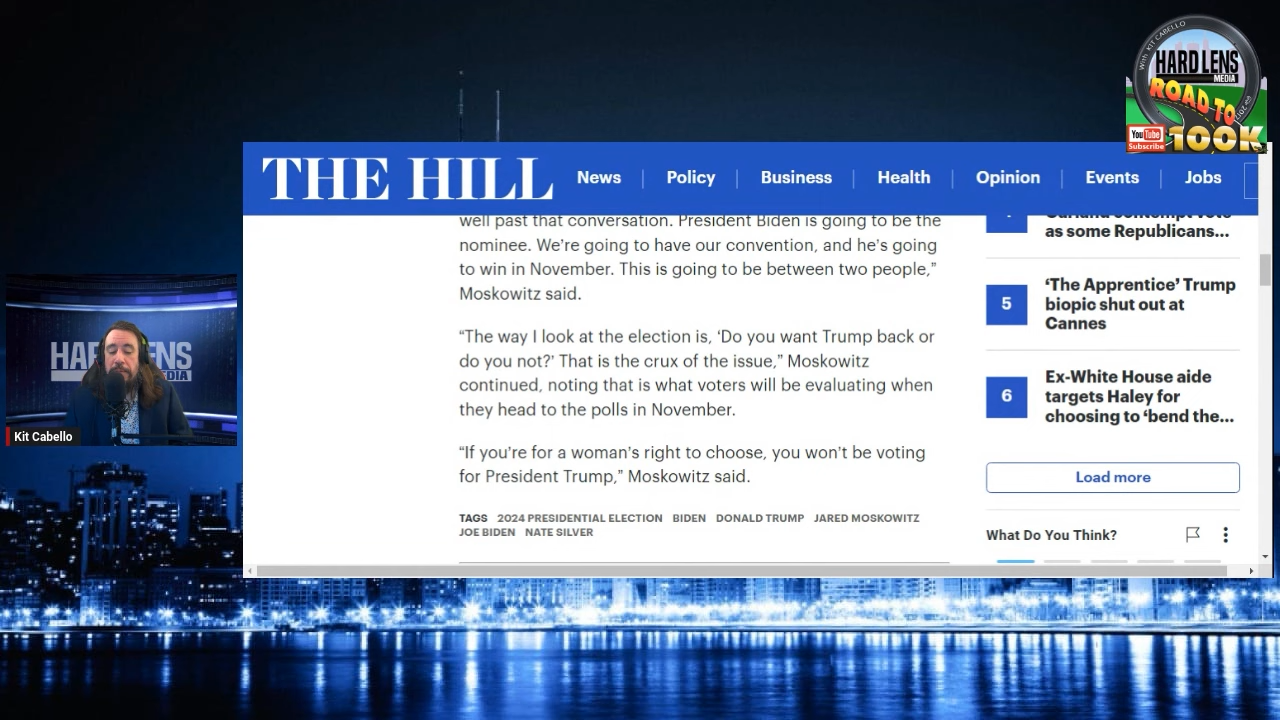 With KIT CABELLO
HARD LENS
MEDIA
ROAD TO
100K
YouTube
Subscribe
THE HILL
News
Policy
Business
Health
Opinion
Events
Jobs
well past that conversation. President Biden is going to be the
nominee. We’re going to have our convention, and he’s going
to win in November. This is going to be between two people,”
Moskowitz said.
“The way I look at the election is, ‘Do you want Trump back or
do you not?’ That is the crux of the issue,” Moskowitz
continued, noting that is what voters will be evaluating when
they head to the polls in November.
“If you’re for a woman’s right to choose, you won’t be voting
for President Trump,” Moskowitz said.
TAGS 2024 PRESIDENTIAL ELECTION BIDEN DONALD TRUMP JARED MOSKOWITZ
JOE BIDEN NATE SILVER
Garland contempt vote
as some Republicans...
5
‘The Apprentice’ Trump
biopic shut out at
Cannes
6
Ex-White House aide
targets Haley for
choosing to ‘bend the...
Load more
What Do You Think?
Kit Cabello